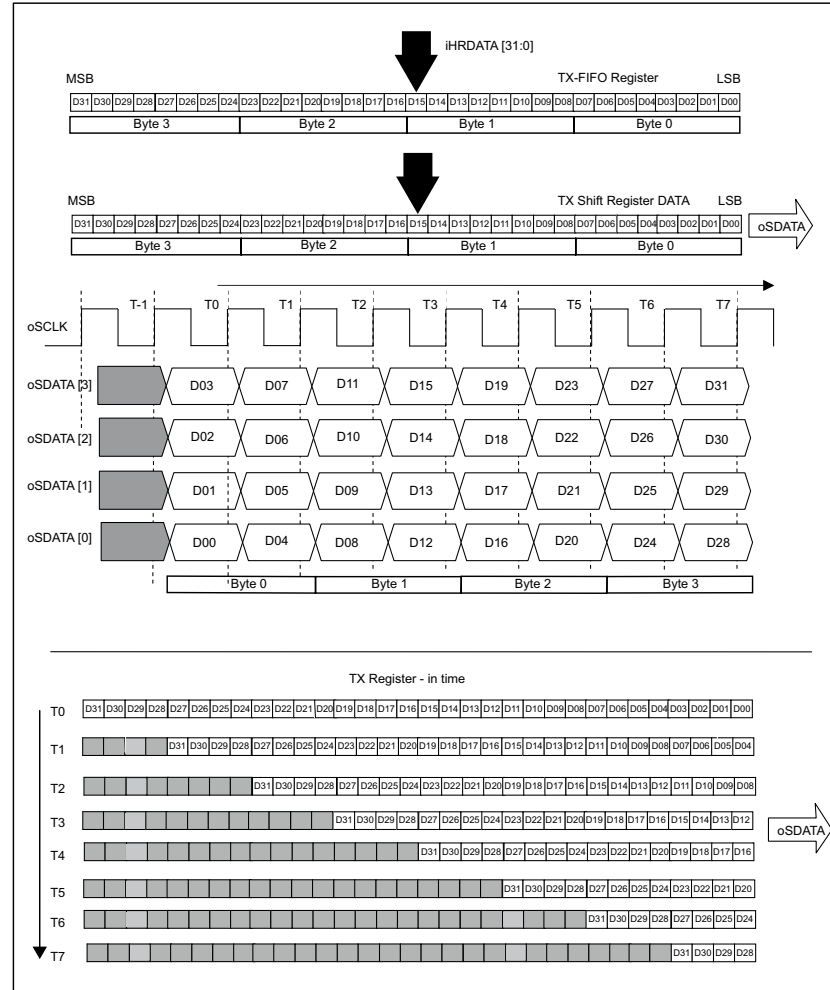 iHRDATA [31:0]
MSB TX-FIFO Register LSB
D31 D30 D29 D28 D27 D26 D25 D24 D23 D22 D21 D20 D19 D18 D17 D16 D15 D14 D13 D12 D11 D10 D09 D08 D07 D06 D05 D04 D03 D02 D01 D00
Byte 3 Byte 2 Byte 1 Byte 0
MSB TX Shift Register DATA LSB
D31 D30 D29 D28 D27 D26 D25 D24 D23 D22 D21 D20 D19 D18 D17 D16 D15 D14 D13 D12 D11 D10 D09 D08 D07 D06 D05 D04 D03 D02 D01 D00 oSDATA
Byte 3 Byte 2 Byte 1 Byte 0
T-1 T0 T1 T2 T3 T4 T5 T6 T7
oSCLK
oSDATA [3] D03 D07 D11 D15 D19 D23 D27 D31
oSDATA [2] D02 D06 D10 D14 D18 D22 D26 D30
oSDATA [1] D01 D05 D09 D13 D17 D21 D25 D29
oSDATA [0] D00 D04 D08 D12 D16 D20 D24 D28
Byte 0 Byte 1 Byte 2 Byte 3
TX Register - in time
T0 D31 D30 D29 D28 D27 D26 D25 D24 D23 D22 D21 D20 D19 D18 D17 D16 D15 D14 D13 D12 D11 D10 D09 D08 D07 D06 D05 D04 D03 D02 D01 D00
T1 D31 D30 D29 D28 D27 D26 D25 D24 D23 D22 D21 D20 D19 D18 D17 D16 D15 D14 D13 D12 D11 D10 D09 D08 D07 D06 D05 D04
T2 D31 D30 D29 D28 D27 D26 D25 D24 D23 D22 D21 D20 D19 D18 D17 D16 D15 D14 D13 D12 D11 D10 D09 D08
T3 D31 D30 D29 D28 D27 D26 D25 D24 D23 D22 D21 D20 D19 D18 D17 D16 D15 D14 D13 D12 oSDATA
T4 D31 D30 D29 D28 D27 D26 D25 D24 D23 D22 D21 D20 D19 D18 D17 D16
T5 D31 D30 D29 D28 D27 D26 D25 D24 D23 D22 D21 D20
T6 D31 D30 D29 D28 D27 D26 D25 D24
T7 D31 D30 D29 D28